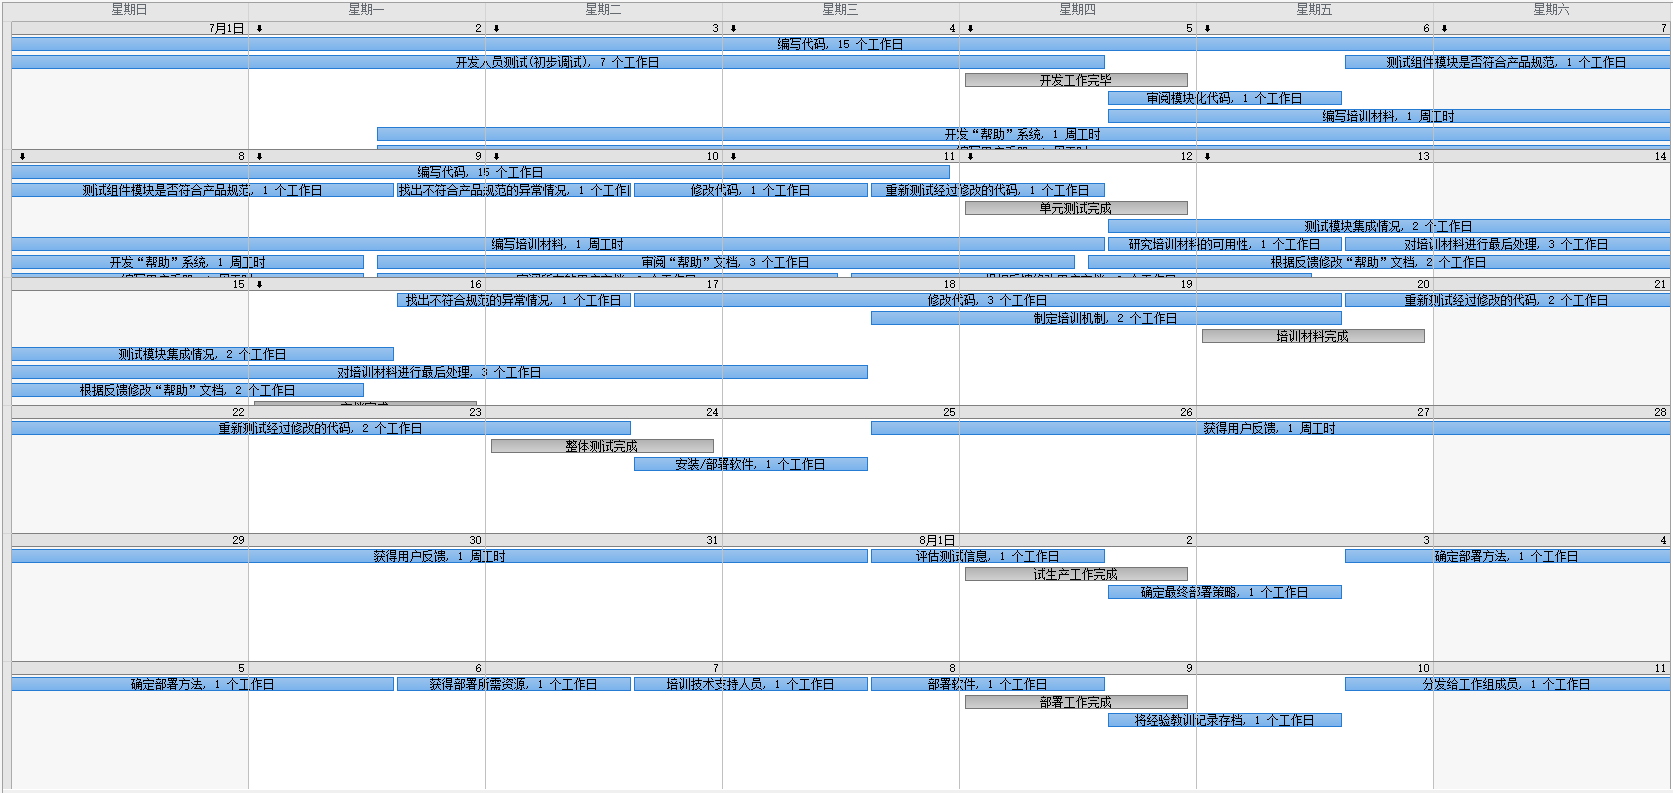 星期日 星期一 星期二 星期三 星期四 星期五 星期六
7月1日 2 3 4 5 6 7
编写代码, 15 个工作日
开发人员测试(初步调试), 7 个工作日 测试组件模块是否符合产品规范, 1 个工作日
开发工作完毕
审阅模块化代码, 1 个工作日
编写培训材料, 1 周工时
开发“帮助”系统, 1 周工时
8 9 10 11 12 13 14
编写代码, 15 个工作日
测试组件模块是否符合产品规范, 1 个工作日 找出不符合产品规范的异常情况, 1 个工作 修改代码, 1 个工作日 重新测试经过修改的代码, 1 个工作日
单元测试完成
测试模块集成情况, 2 个工作日
编写培训材料, 1 周工时 研究培训材料的可用性, 1 个工作日 对培训材料进行最后处理, 3 个工作日
开发“帮助”系统, 1 周工时 审阅“帮助”文档, 3 个工作日 根据反馈修改“帮助”文档, 2 个工作日
15 16 17 18 19 20 21
找出不符合规范的异常情况, 1 个工作日 修改代码, 3 个工作日 重新测试经过修改的代码, 2 个工作日
制定培训机制, 2 个工作日
培训材料完成
测试模块集成情况, 2 个工作日
对培训材料进行最后处理, 3 个工作日
根据反馈修改“帮助”文档, 2 个工作日
22 23 24 25 26 27 28
重新测试经过修改的代码, 2 个工作日 获得用户反馈, 1 周工时
整体测试完成
安装/部署软件, 1 个工作日
29 30 31 8月1日 2 3 4
获得用户反馈, 1 周工时 评估测试信息, 1 个工作日 确定部署方法, 1 个工作日
试生产工作完成
确定最终部署策略, 1 个工作日
5 6 7 8 9 10 11
确定部署方法, 1 个工作日 获得部署所需资源, 1 个工作日 培训技术支持人员, 1 个工作日 部署软件, 1 个工作日 分发给工作组成员, 1 个工作日
部署工作完成
将经验教训记录存档, 1 个工作日